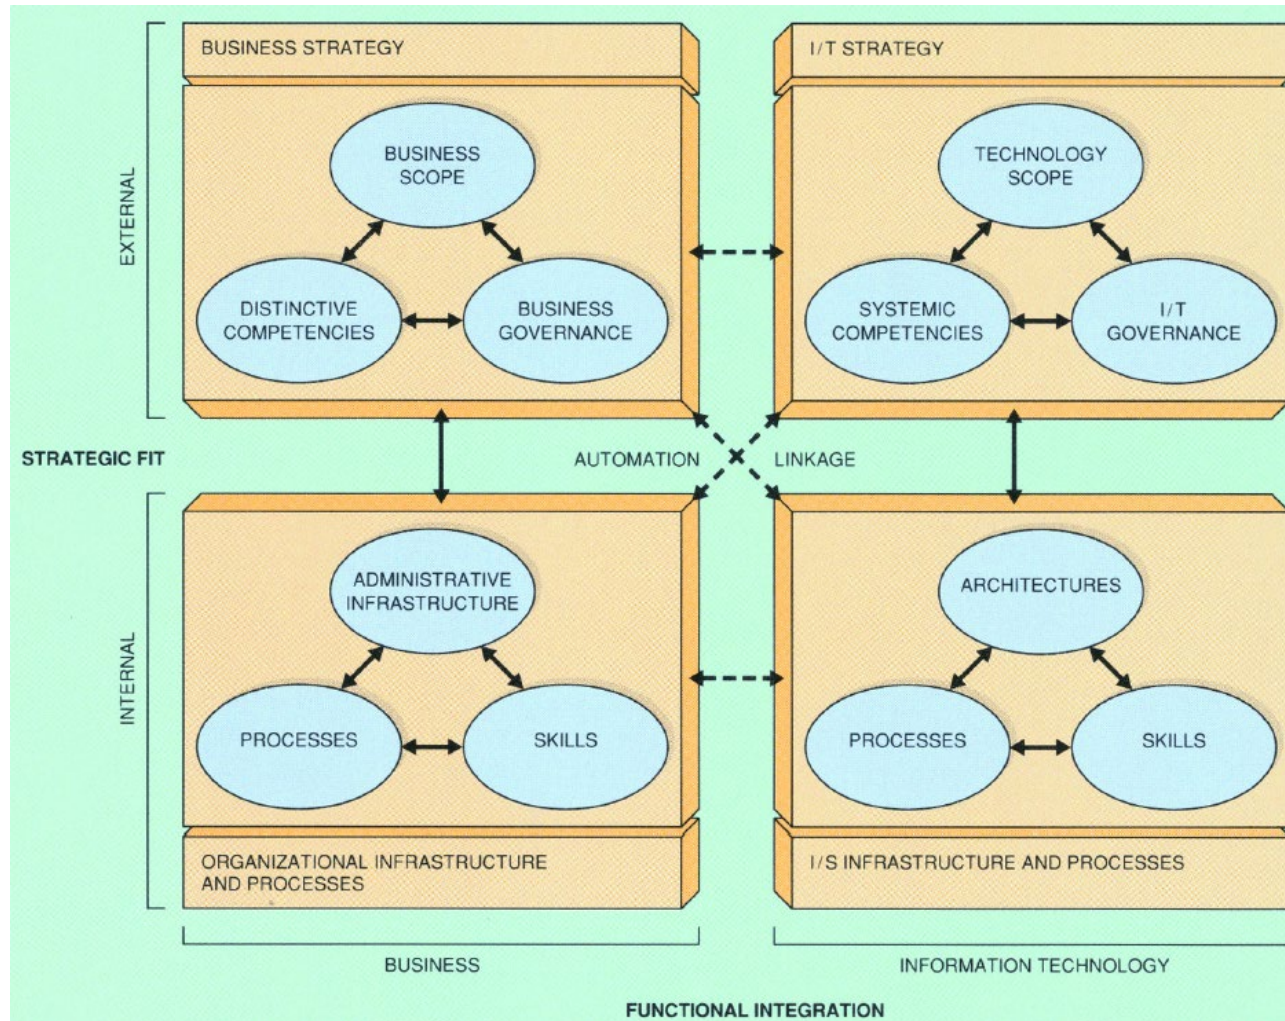 BUSINESS STRATEGY
I/T STRATEGY
BUSINESS
SCOPE
TECHNOLOGY
SCOPE
EXTERNAL
DISTINCTIVE
COMPETENCIES
BUSINESS
GOVERNANCE
SYSTEMIC
COMPETENCIES
I/T
GOVERNANCE
STRATEGIC FIT
AUTOMATION
LINKAGE
ADMINISTRATIVE
INFRASTRUCTURE
ARCHITECTURES
INTERNAL
PROCESSES
SKILLS
PROCESSES
SKILLS
ORGANIZATIONAL INFRASTRUCTURE
AND PROCESSES
I/S INFRASTRUCTURE AND PROCESSES
BUSINESS
INFORMATION TECHNOLOGY
FUNCTIONAL INTEGRATION